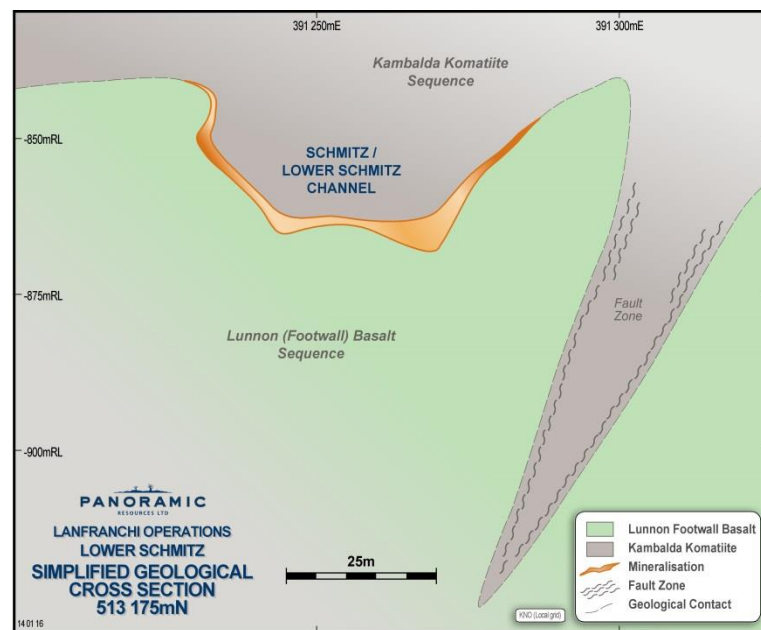 391 250mE
391 300mE
Kambalda Komatiite
Sequence
-850mRL
SCHMITZ /
LOWER SCHMITZ
CHANNEL
-875mRL
Fault
Zone
Lunnon (Footwall) Basalt
Sequence
-900mRL
PANORAMIC
RESOURCES LTD
LANFRANCHI OPERATIONS
LOWER SCHMITZ
SIMPLIFIED GEOLOGICAL
CROSS SECTION
513 175mN
25m
Lunnon Footwall Basalt
Kambalda Komatiite
Mineralisation
Fault Zone
Geological Contact
14 01 16
KNO (Local grid)